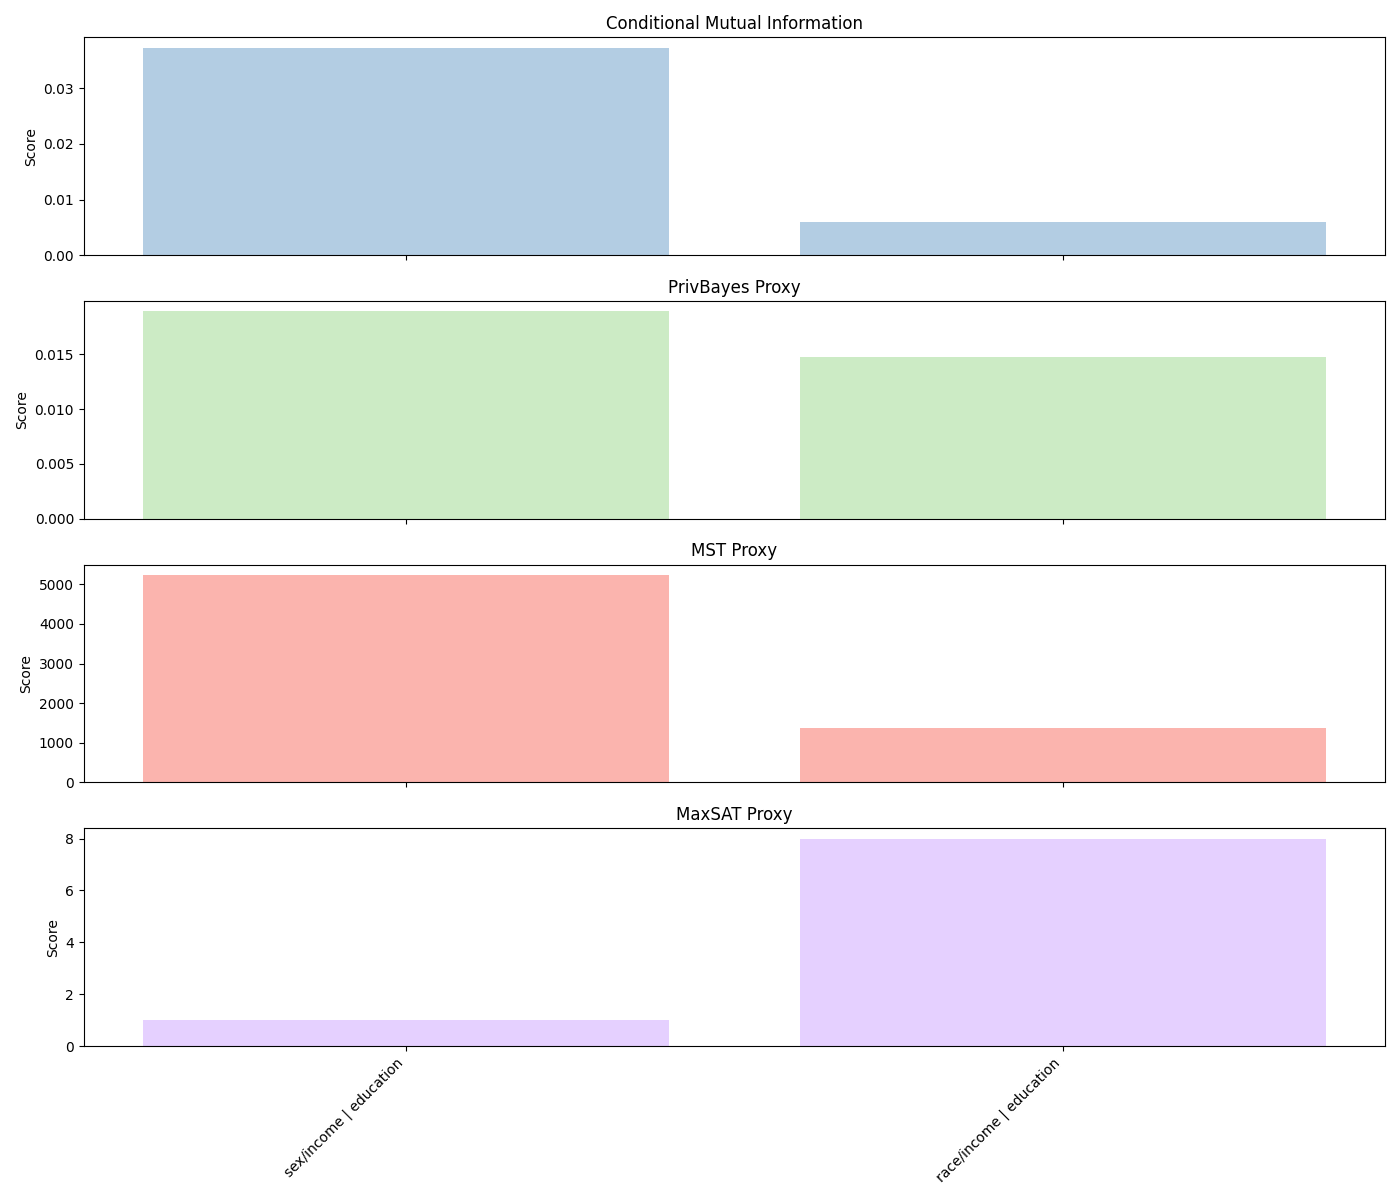 Conditional Mutual Information
Score
0.03
0.02
0.01
0.00
PrivBayes Proxy
Score
0.015
0.010
0.005
0.000
MST Proxy
Score
5000
4000
3000
2000
1000
0
MaxSAT Proxy
Score
8
6
4
2
0
sex/income | education
race/income | education